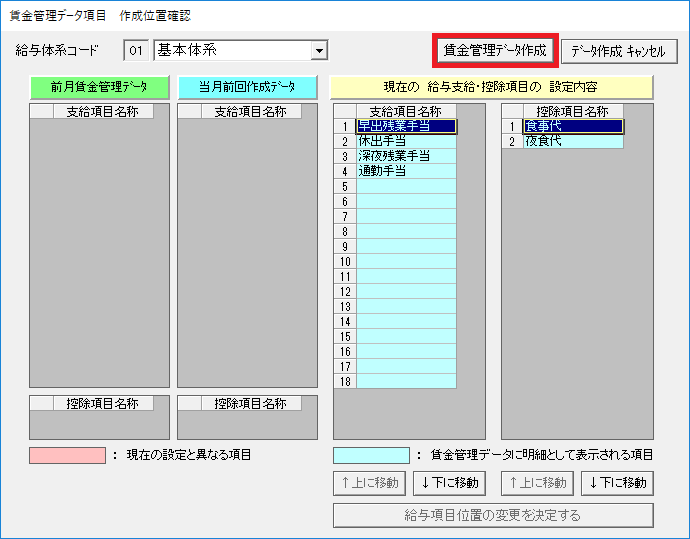 賃金管理データ項目　作成位置確認
給与体系コード　01　基本体系
賃金管理データ作成　データ作成 キャンセル
前月賃金管理データ　当月前回作成データ　現在の 給与支給・控除項目の 設定内容
支給項目名称　支給項目名称　支給項目名称　控除項目名称
1 早出残業手当　1 食事代
2 休出手当　2 夜食代
3 深夜残業手当
4 通勤手当
5
6
7
8
9
10
11
12
13
14
15
16
17
18
控除項目名称　控除項目名称
： 現在の設定と異なる項目　： 賃金管理データに明細として表示される項目
↑上に移動　↓下に移動　↑上に移動　↓下に移動
給与項目位置の変更を決定する